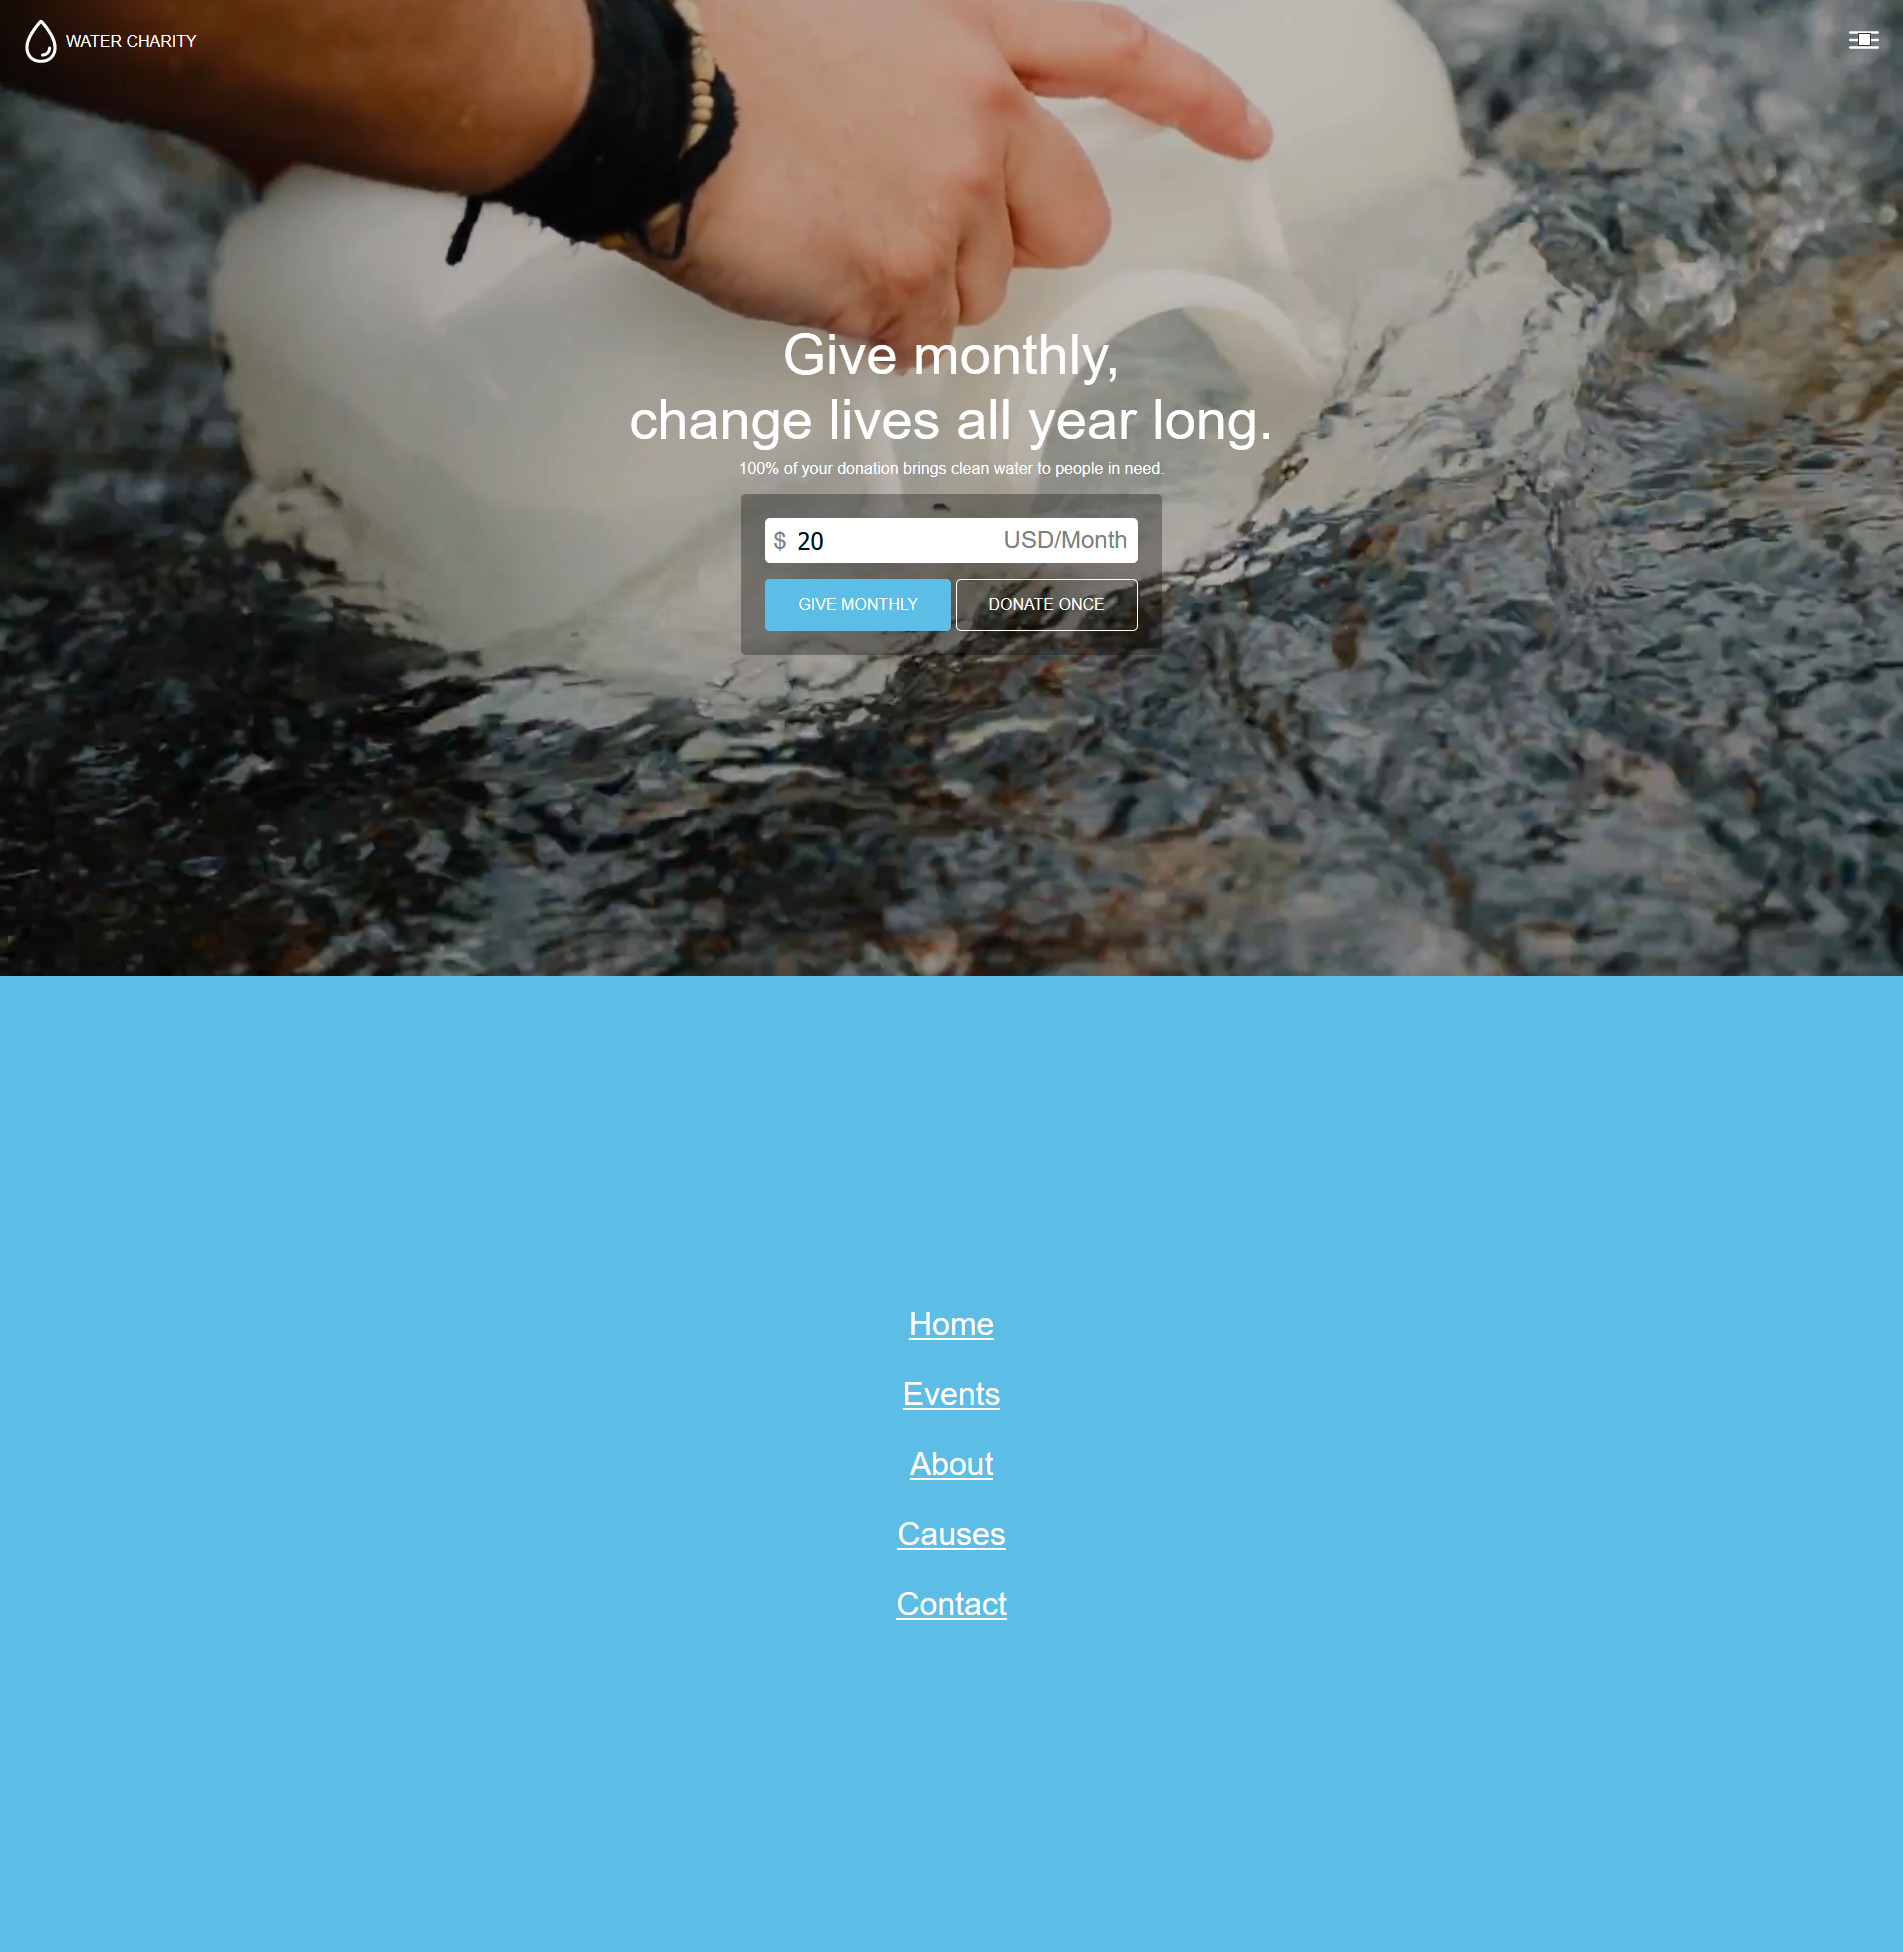 WATER CHARITY
Give monthly,
change lives all year long.
100% of your donation brings clean water to people in need.
$ 20 USD/Month
GIVE MONTHLY DONATE ONCE
Home
Events
About
Causes
Contact